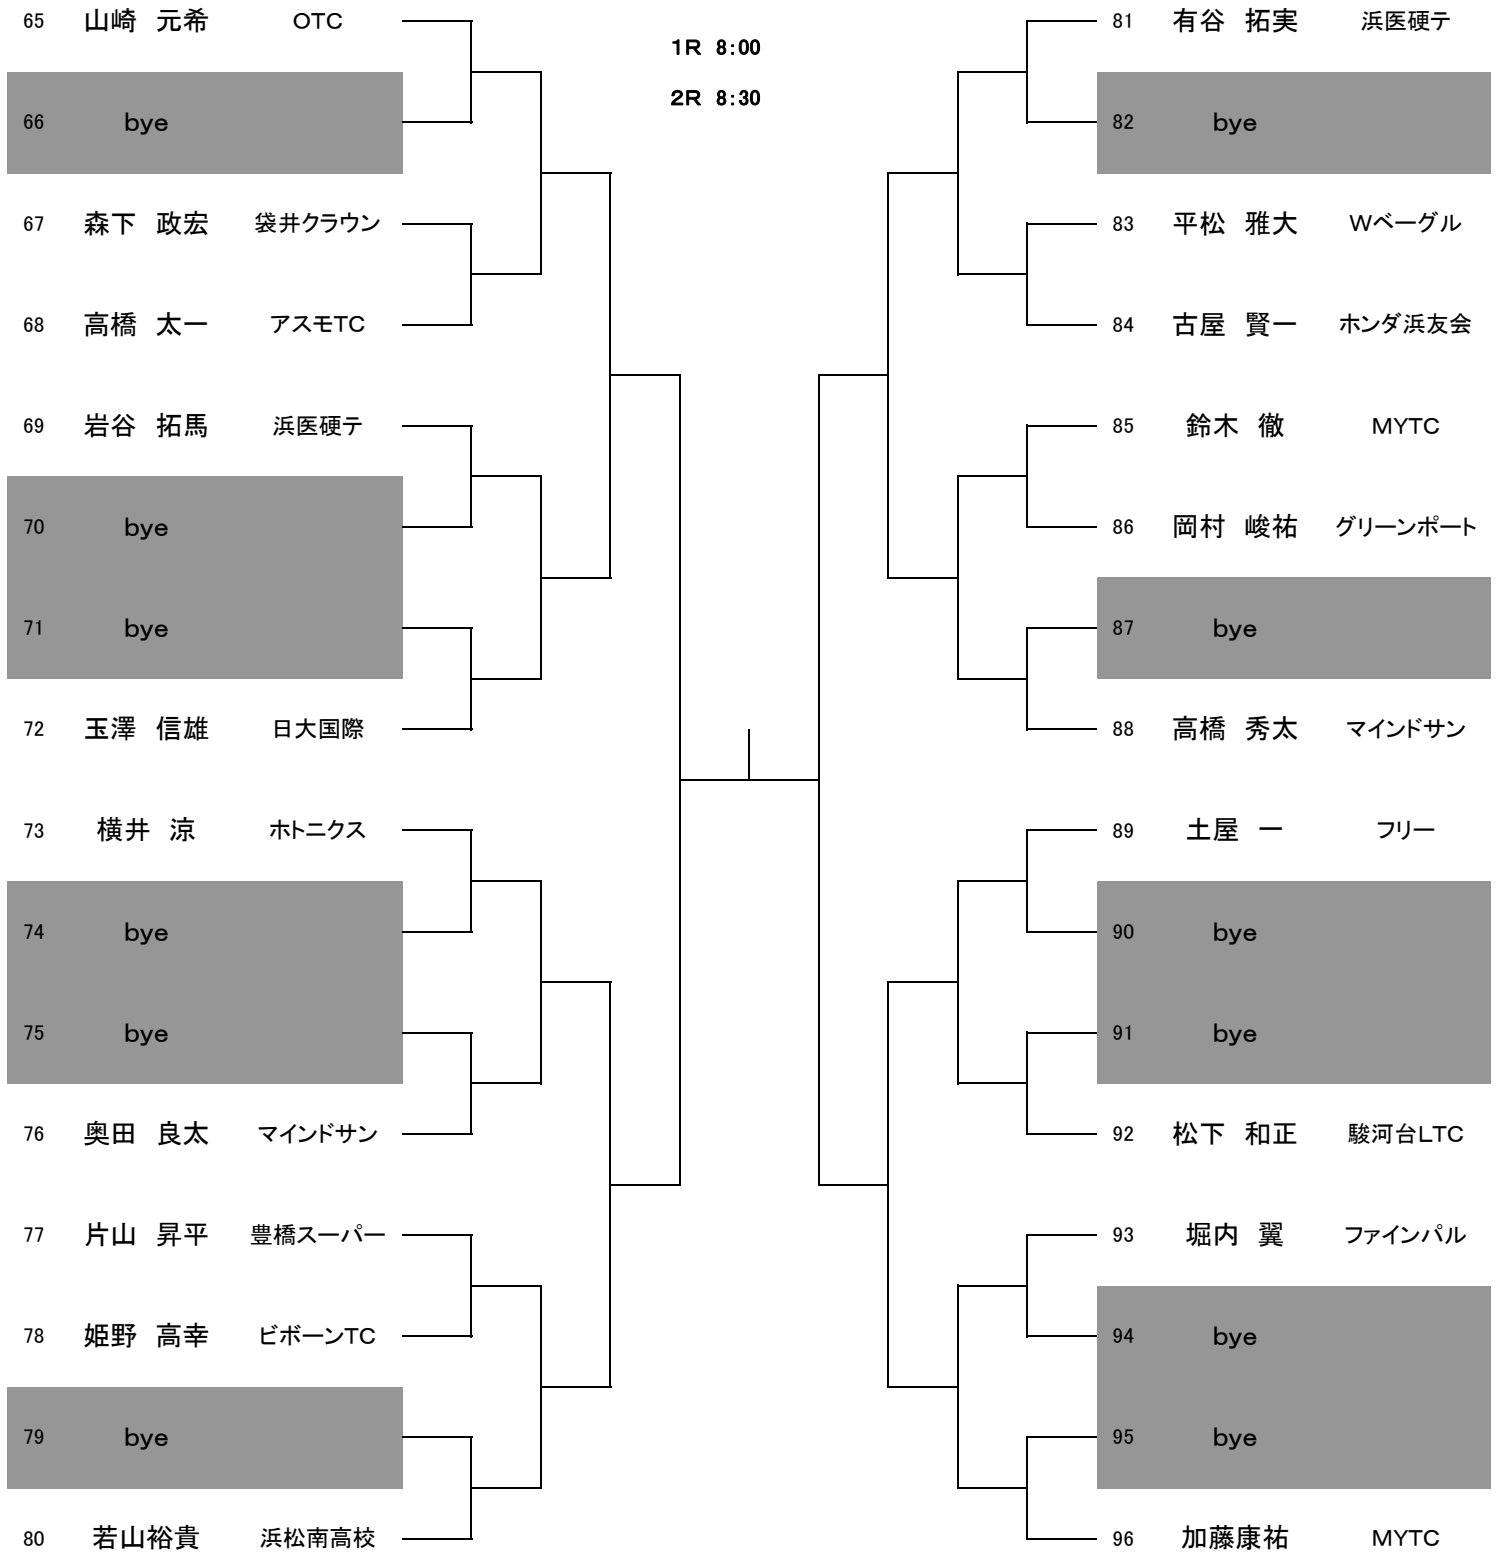 1R 8:00
2R 8:30
65 山崎 元希 OTC
66 bye
67 森下 政宏 袋井クラウン
68 高橋 太一 アスモTC
69 岩谷 拓馬 浜医硬テ
70 bye
71 bye
72 玉澤 信雄 日大国際
73 横井 涼 ホトニクス
74 bye
75 bye
76 奥田 良太 マインドサン
77 片山 昇平 豊橋スーパー
78 姫野 高幸 ビボーンTC
79 bye
80 若山裕貴 浜松南高校
81 有谷 拓実 浜医硬テ
82 bye
83 平松 雅大 Wベーグル
84 古屋 賢一 ホンダ浜友会
85 鈴木 徹 MYTC
86 岡村 峻祐 グリーンポート
87 bye
88 高橋 秀太 マインドサン
89 土屋 一 フリー
90 bye
91 bye
92 松下 和正 駿河台LTC
93 堀内 翼 ファインパル
94 bye
95 bye
96 加藤康祐 MYTC